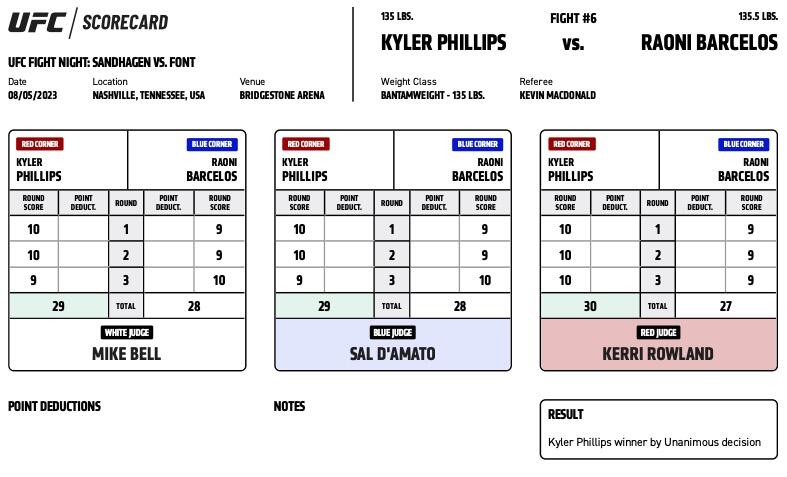 UFC SCORECARD
UFC FIGHT NIGHT: SANDHAGEN VS. FONT
Date Location Venue
08/05/2023 NASHVILLE, TENNESSEE, USA BRIDGESTONE ARENA
135 LBS. FIGHT #6 135.5 LBS.
KYLER PHILLIPS vs. RAONI BARCELOS
Weight Class Referee
BANTAMWEIGHT - 135 LBS. KEVIN MACDONALD
RED CORNER BLUE CORNER
KYLER RAONI
PHILLIPS BARCELOS
ROUND SCORE POINT DEDUCT. ROUND POINT DEDUCT. ROUND SCORE
10 1 9
10 2 9
9 3 10
29 TOTAL 28
WHITE JUDGE
MIKE BELL
RED CORNER BLUE CORNER
KYLER RAONI
PHILLIPS BARCELOS
ROUND SCORE POINT DEDUCT. ROUND POINT DEDUCT. ROUND SCORE
10 1 9
10 2 9
9 3 10
29 TOTAL 28
BLUE JUDGE
SAL D'AMATO
RED CORNER BLUE CORNER
KYLER RAONI
PHILLIPS BARCELOS
ROUND SCORE POINT DEDUCT. ROUND POINT DEDUCT. ROUND SCORE
10 1 9
10 2 9
10 3 9
30 TOTAL 27
RED JUDGE
KERRI ROWLAND
POINT DEDUCTIONS
NOTES
RESULT
Kyler Phillips winner by Unanimous decision